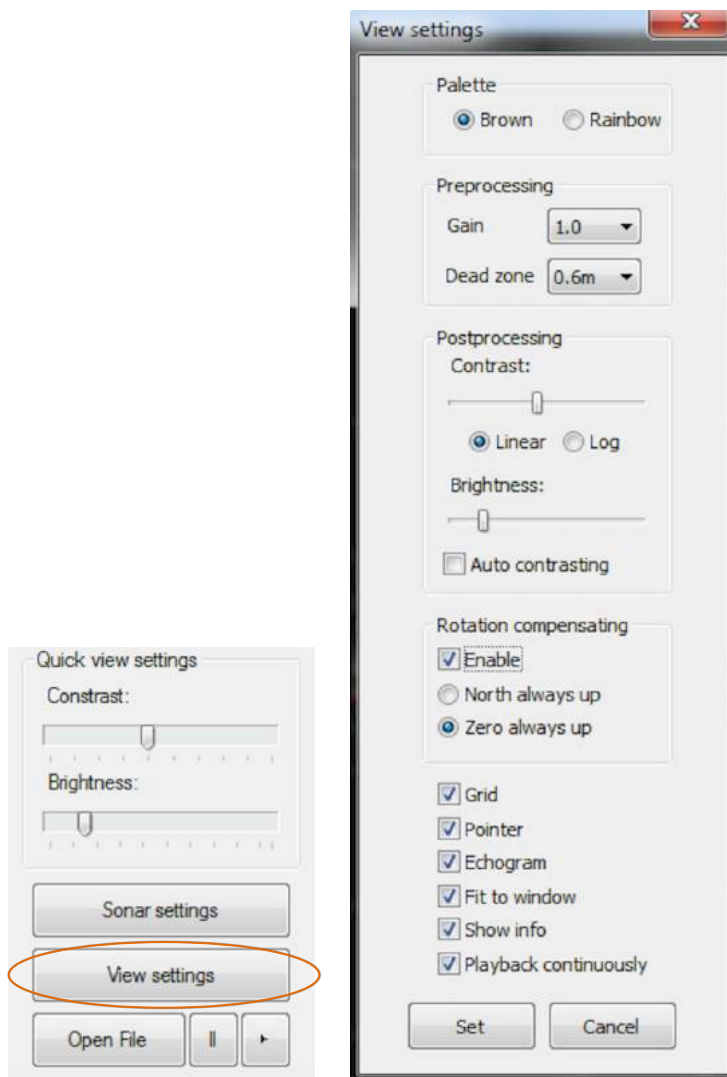 View settings
Palette
Brown Rainbow
Preprocessing
Gain 1.0
Dead zone 0.6m
Postprocessing
Contrast:
Linear Log
Brightness:
Auto contrasting
Rotation compensating
Enable
North always up
Zero always up
Grid
Pointer
Echogram
Fit to window
Show info
Playback continuously
Set Cancel
Quick view settings
Constrast:
Brightness:
Sonar settings
View settings
Open File